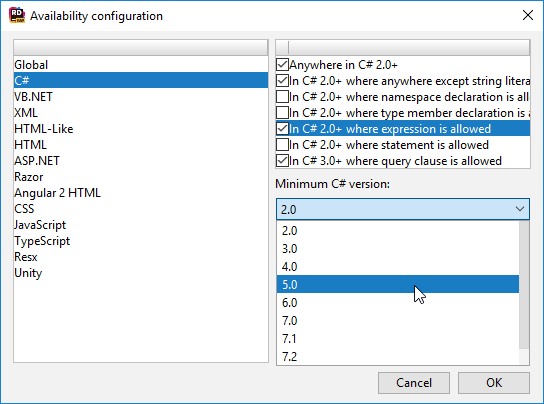 RD
Availability configuration
Global
C#
VB.NET
XML
HTML-Like
HTML
ASP.NET
Razor
Angular 2 HTML
CSS
JavaScript
TypeScript
Resx
Unity
Anywhere in C# 2.0+
In C# 2.0+ where anywhere except string litera
In C# 2.0+ where namespace declaration is all
In C# 2.0+ where type member declaration is a
In C# 2.0+ where expression is allowed
In C# 2.0+ where statement is allowed
In C# 3.0+ where query clause is allowed
Minimum C# version:
2.0
2.0
3.0
4.0
5.0
6.0
7.0
7.1
7.2
Cancel
OK